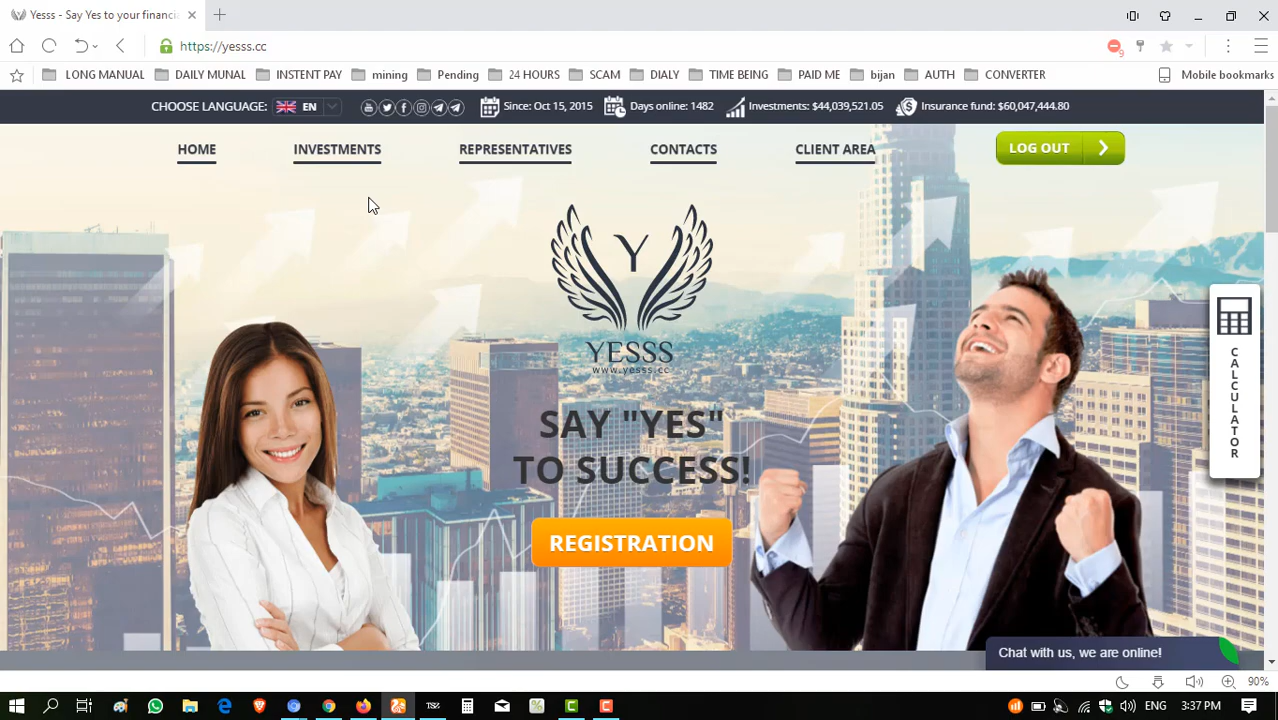 Yesss - Say Yes to your financi
https://yesss.cc
9
LONG MANUAL DAILY MUNAL INSTENT PAY mining Pending 24 HOURS SCAM DIALY TIME BEING PAID ME bijan AUTH CONVERTER Mobile bookmarks
CHOOSE LANGUAGE: EN Since: Oct 15, 2015 Days online: 1482 Investments: $44,039,521.05 Insurance fund: $60,047,444.80
HOME INVESTMENTS REPRESENTATIVES CONTACTS CLIENT AREA LOG OUT
Y
YESSS
www.yesss.cc
CALCULATOR
SAY "YES"
TO SUCCESS!
REGISTRATION
Chat with us, we are online!
90%
ENG 3:37 PM